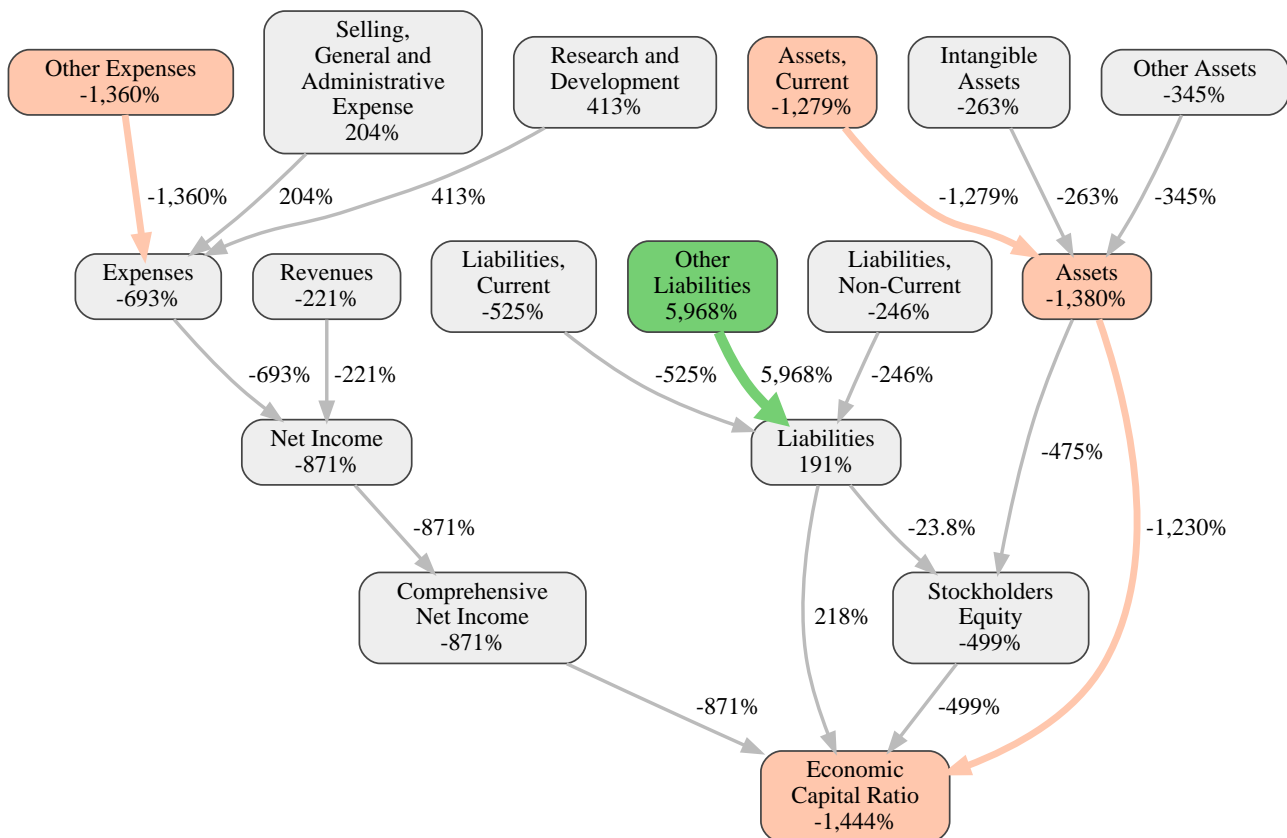 Other Expenses
-1,360%
Selling,
General and
Administrative
Expense
204%
Research and
Development
413%
Assets,
Current
-1,279%
Intangible
Assets
-263%
Other Assets
-345%
-1,360%
204%
413%
-1,279%
-263%
-345%
Expenses
-693%
Revenues
-221%
Liabilities,
Current
-525%
Other
Liabilities
5,968%
Liabilities,
Non-Current
-246%
Assets
-1,380%
-693%
-221%
-525%
5,968%
-246%
Net Income
-871%
Liabilities
191%
-475%
-871%
-23.8%
-1,230%
Comprehensive
Net Income
-871%
218%
Stockholders
Equity
-499%
-871%
-499%
Economic
Capital Ratio
-1,444%